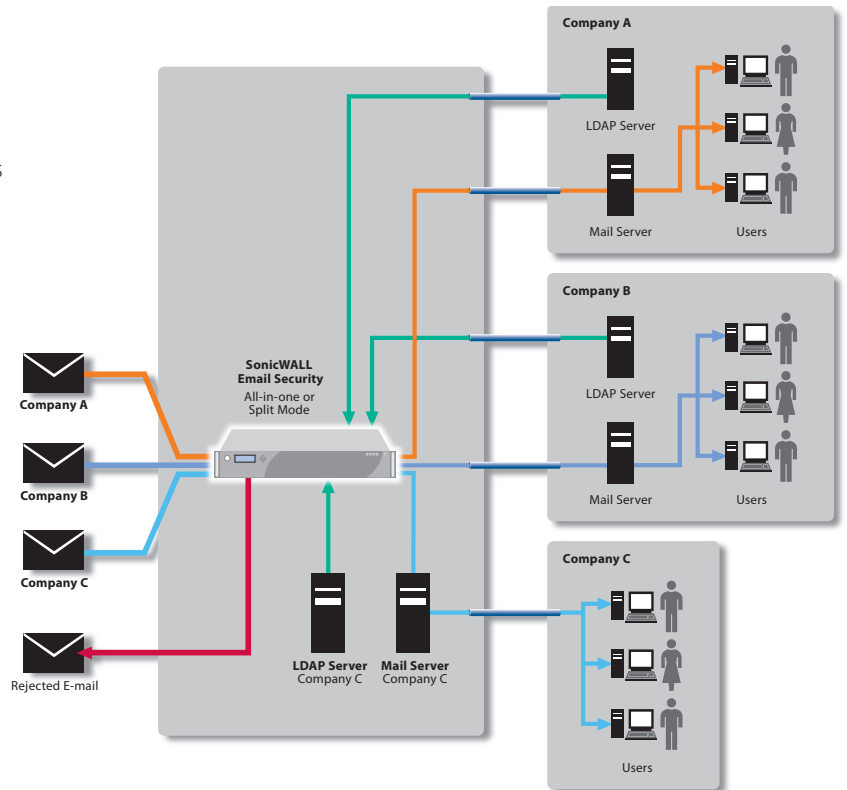 Company A
LDAP Server
Mail Server
Users
Company B
LDAP Server
Mail Server
Users
SonicWALL
Email Security
All-in-one or
Split Mode
Company A
Company B
Company C
Rejected E-mail
LDAP Server
Company C
Mail Server
Company C
Company C
Users